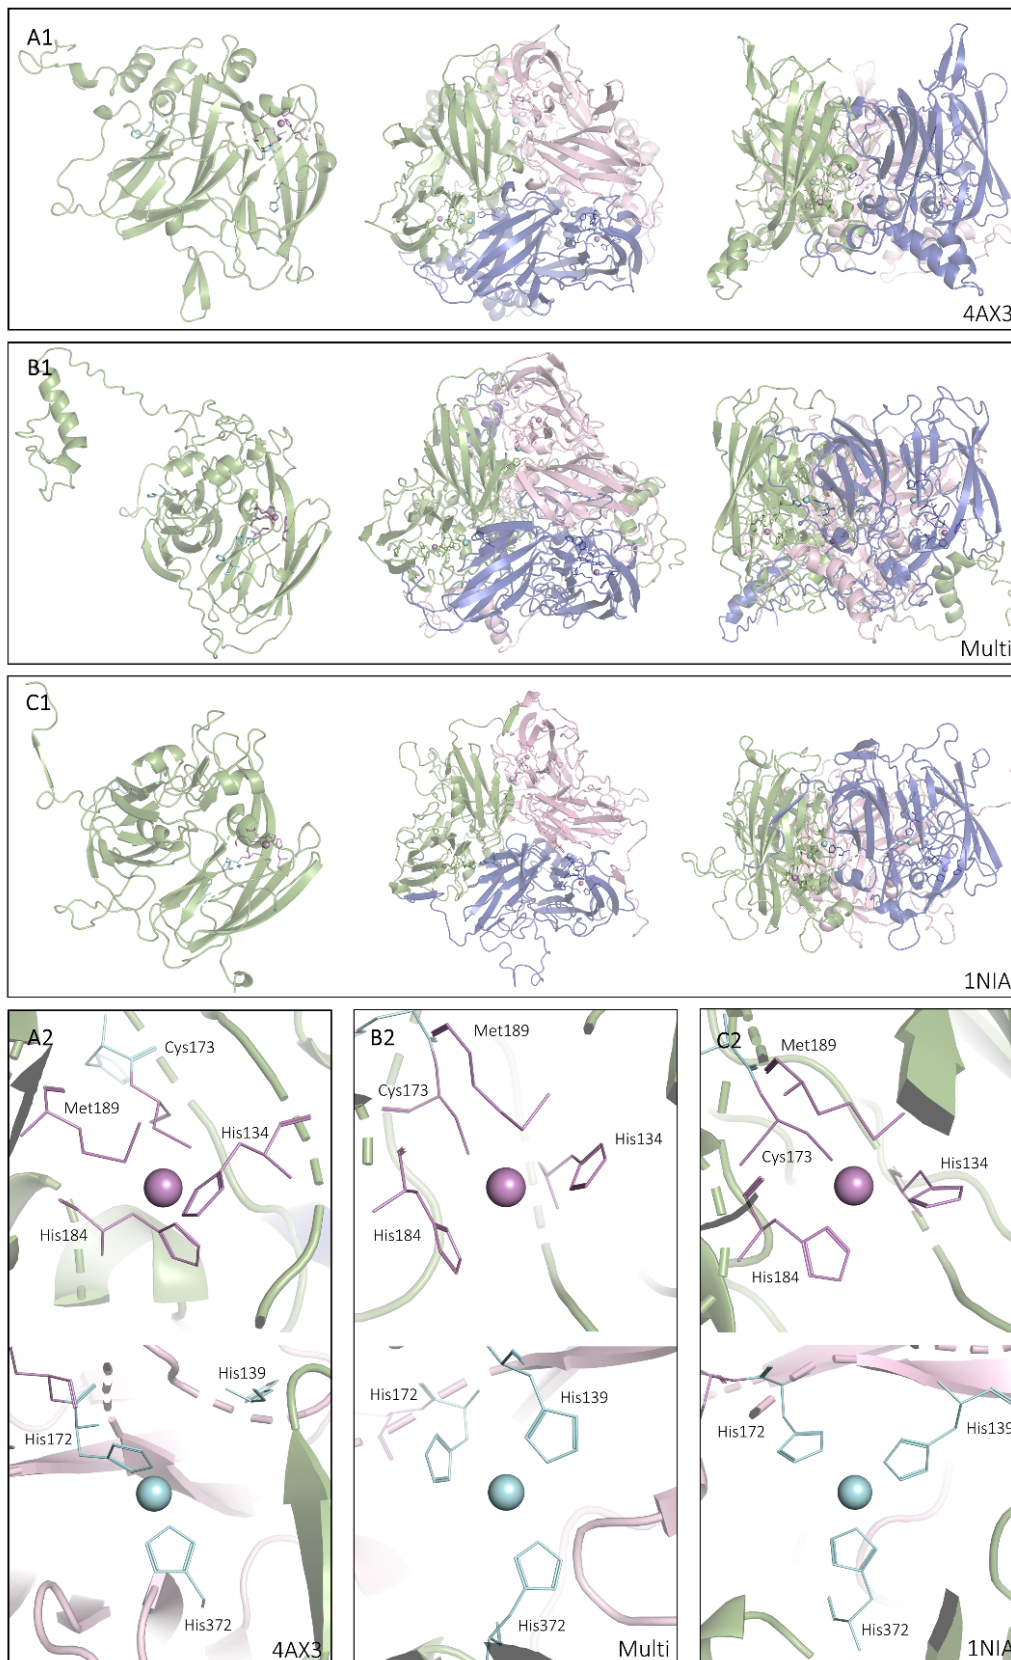 A1
4AX3
B1
Multi
C1
1NIA
A2
Cys173
Met189
His134
His184
His139
His172
His372
4AX3
B2
Met189
Cys173
His134
His184
His172
His139
His372
Multi
C2
Met189
Cys173
His134
His184
His172
His139
His372
1NIA